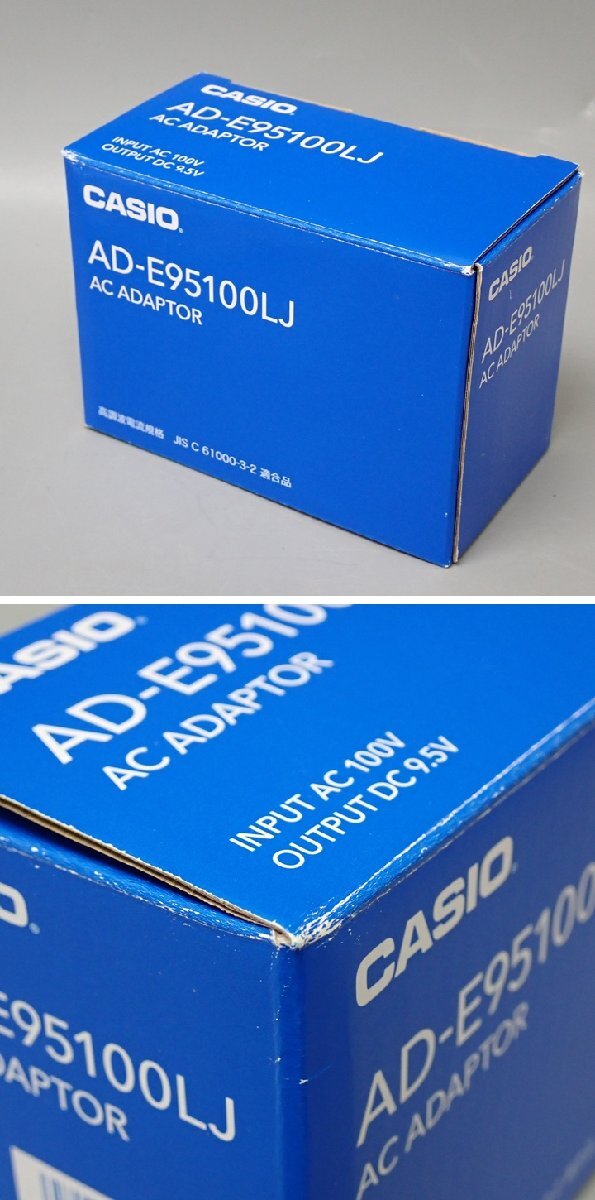 CASIO
AD-E95100LJ
AC ADAPTOR
INPUT AC 100V
OUTPUT DC 9.5V
CASIO
AD-E95100LJ
AC ADAPTOR
高調波電流規格 JIS C 61000-3-2 適合品
CASIO
AD-E95100LJ
AC ADAPTOR
CASIO
AD-E9510
AC ADAPTOR
INPUT AC 100V
OUTPUT DC 9.5V
E95100LJ
DAPTOR
CASIO
AD-E95100
AC ADAPTOR